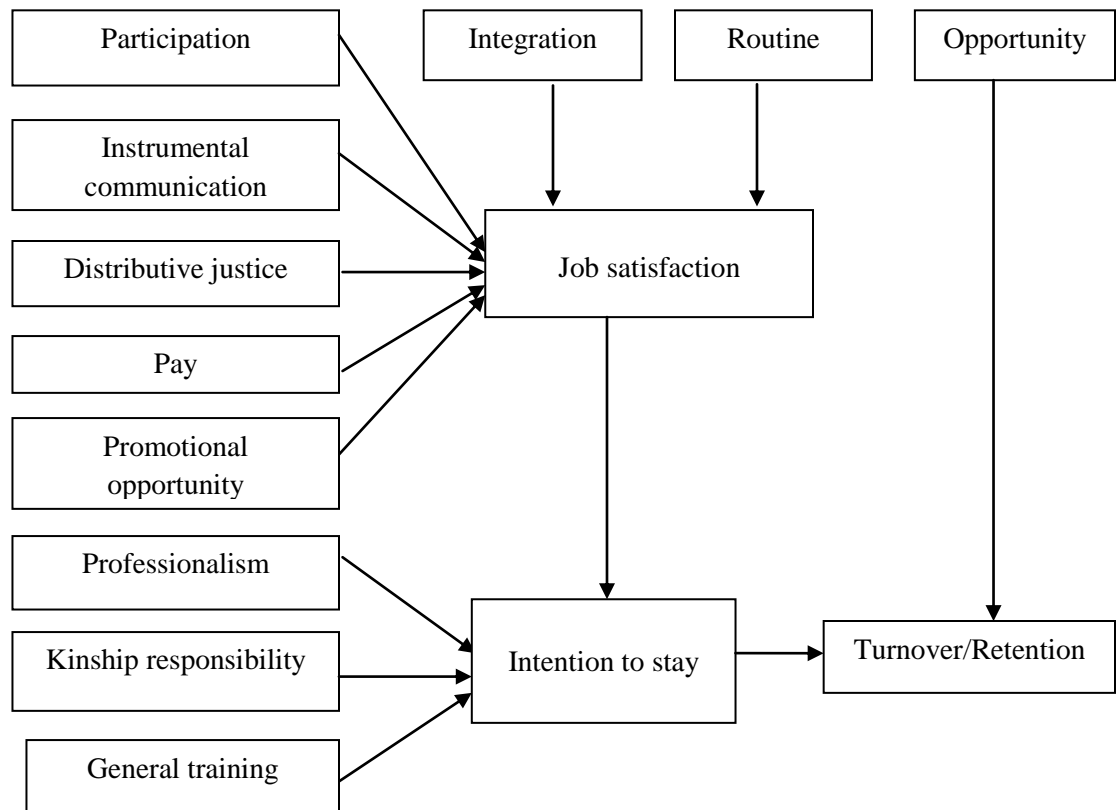 Participation
Integration
Routine
Opportunity
Instrumental
communication
Distributive justice
Job satisfaction
Pay
Promotional
opportunity
Professionalism
Kinship responsibility
Intention to stay
Turnover/Retention
General training